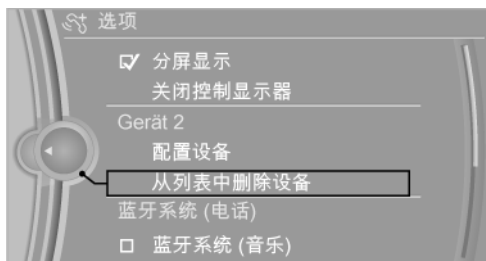 选项
分屏显示
关闭控制显示器
Gerät 2
配置设备
从列表中删除设备
蓝牙系统 (电话)
蓝牙系统 (音乐)